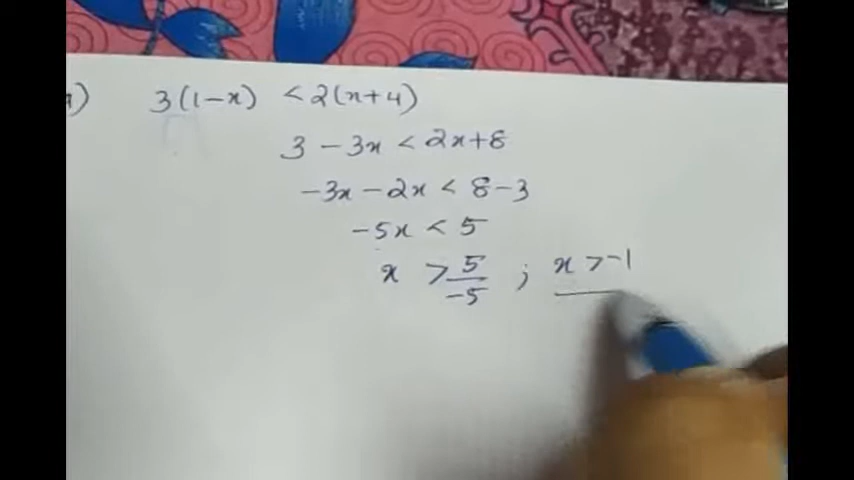 a) 3(1-x) < 2(x+4)
3 - 3x < 2x+8
-3x - 2x < 8-3
-5x < 5
x > 5/-5 ; x > -1